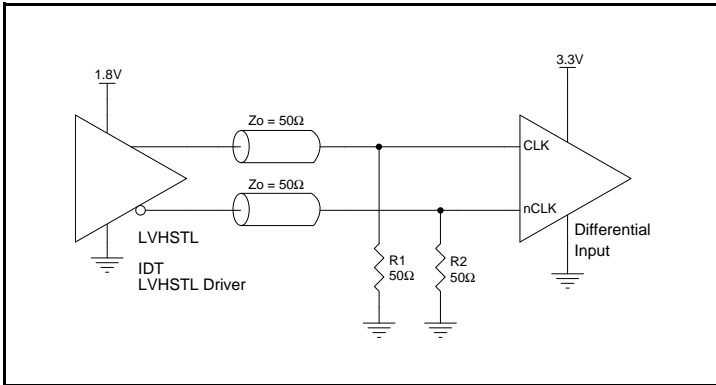 1.8V
3.3V
Zo = 50Ω
CLK
Zo = 50Ω
nCLK
LVHSTL
IDT
LVHSTL Driver
R1
50Ω
R2
50Ω
Differential
Input